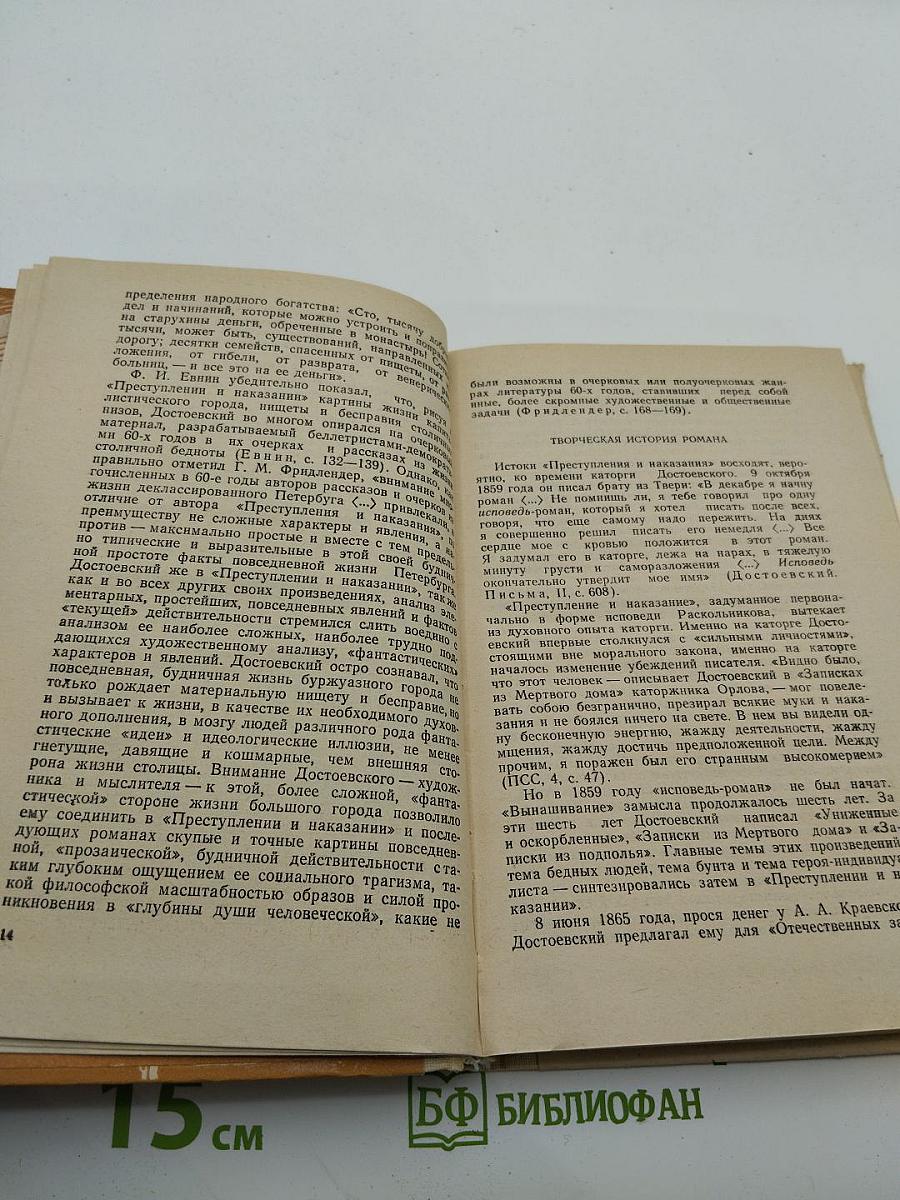 пределения народного богатства: «Сто, тысячу
дел и начинаний, которые можно устроить и
на старухины деньги, обреченные в монастырь!
тысячи, может быть, существований, направленных
дорогу; десятки семейств, спасенных от нищеты, от
ложения, от гибели, от разврата, от
больниц, — и все это на ее деньги».
Ф. И. Евнин убедительно показал, что, рисуя
«Преступлении и наказании» картины жизни
листического города, нищеты и бесправия
низов, Достоевский во многом опирался на
материал, разрабатываемый беллетристами-
ми 60-х годов в их очерках и рассказах из жизни
столичной бедноты (Евнин, с. 132—139). Однако, как
правильно отметил Г. М. Фридлендер, «внимание
гочисленных в 60-е годы авторов рассказов и очерков из
жизни деклассированного Петербурга ⟨...⟩ привлекали, в
отличие от автора «Преступления и наказания», по
преимуществу не сложные характеры и явления, а
против — максимально простые и вместе с тем предель-
но типические и выразительные в этой своей
ной простоте факты повседневной жизни Петербурга.
Достоевский же в «Преступлении и наказании», так же
как и во всех других своих произведениях, анализ эле-
ментарных, простейших, повседневных явлений и фактов
«текущей» действительности стремился слить воедино с
анализом ее наиболее сложных, наиболее трудно под-
дающихся художественному анализу, «фантастических»
характеров и явлений. Достоевский остро сознавал, что
повседневная, будничная жизнь буржуазного города не
только рождает материальную нищету и бесправие, но
и вызывает к жизни, в качестве их необходимого духов-
ного дополнения, в мозгу людей различного рода фанта-
стические «идеи» и идеологические иллюзии, не менее
гнетущие, давящие и кошмарные, чем внешняя сто-
рона жизни столицы. Внимание Достоевского — худож-
ника и мыслителя — к этой, более сложной, «фанта-
стической» стороне жизни большого города позволило
ему соединить в «Преступлении и наказании» и после-
дующих романах скупые и точные картины повседнев-
ной, «прозаической», будничной действительности с та-
ким глубоким ощущением ее социального трагизма, та-
кой философской масштабностью образов и силой про-
никновения в «глубины души человеческой», какие не
14
были возможны в очерковых или полуочерковых жан-
рах литературы 60-х годов, ставивших перед собой
иные, более скромные художественные и общественные
задачи (Фридлендер, с. 168—169).
ТВОРЧЕСКАЯ ИСТОРИЯ РОМАНА
Истоки «Преступления и наказания» восходят, веро-
ятно, ко времени каторги Достоевского. 9 октября
1859 года он писал брату из Твери: «В декабре я начну
роман ⟨...⟩ Не помнишь ли, я тебе говорил про одну
исповедь-роман, который я хотел писать после всех,
говоря, что еще самому надо пережить. На днях
я совершенно решил писать его немедля ⟨...⟩ Все
сердце мое с кровью положится в этот роман.
Я задумал его в каторге, лежа на нарах, в тяжелую
минуту грусти и саморазложения ⟨...⟩ Исповедь
окончательно утвердит мое имя» (Достоевский.
Письма, II, с. 608).
«Преступление и наказание», задуманное первона-
чально в форме исповеди Раскольникова, вытекает
из духовного опыта каторги. Именно на каторге Досто-
евский впервые столкнулся с «сильными личностями»,
стоящими вне морального закона, именно на каторге
началось изменение убеждений писателя. «Видно было,
что этот человек — описывает Достоевский в «Записках
из Мертвого дома» каторжника Орлова, — мог повеле-
вать собою безгранично, презирал всякие муки и нака-
зания и не боялся ничего на свете. В нем вы видели од-
ну бесконечную энергию, жажду деятельности, жажду
мщения, жажду достичь предположенной цели. Между
прочим, я поражен был его странным высокомерием»
(ПСС, 4, с. 47).
Но в 1859 году «исповедь-роман» не был начат.
«Вынашивание» замысла продолжалось шесть лет. За
эти шесть лет Достоевский написал «Униженные
и оскорбленные», «Записки из Мертвого дома» и «За-
писки из подполья». Главные темы этих произведений
тема бедных людей, тема бунта и тема героя-индивидуа
листа — синтезировались затем в «Преступлении и н
казании».
8 июня 1865 года, прося денег у А. А. Краевско
Достоевский предлагал ему для «Отечественных за
15 см
БФ БИБЛИОФАН